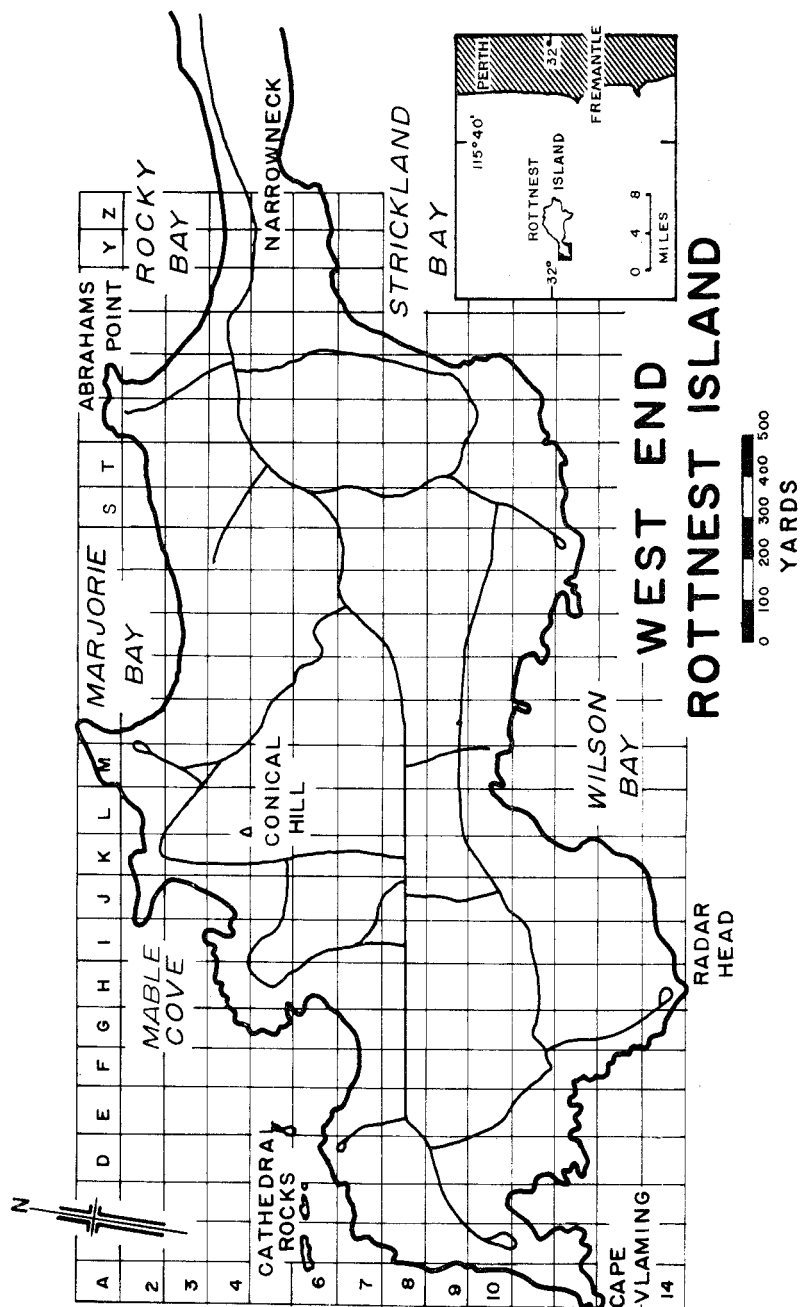 N
A D E F G H I J K L M S T Y Z
2
3
4
6
7
8
9
10
14
ABRAHAMS
POINT
ROCKY
BAY
NARROWNECK
MARJORIE
BAY
STRICKLAND
BAY
CONICAL
HILL
MABLE
COVE
CATHEDRAL
ROCKS
WILSON
BAY
RADAR
HEAD
CAPE
VLAMING
WEST END
ROTTNEST ISLAND
0 100 200 300 400 500
YARDS
115°40'
PERTH
32°
ROTTNEST
ISLAND
32°
FREMANTLE
0 4 8
MILES